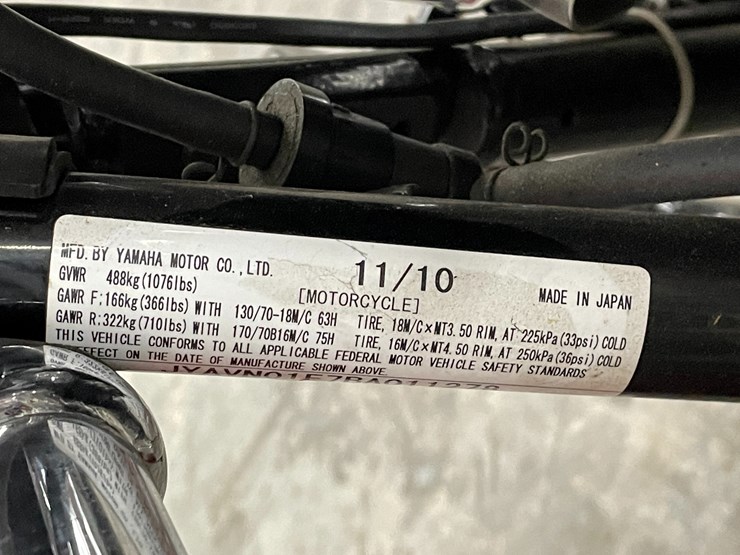 MFD. BY YAMAHA MOTOR CO., LTD.
11/10
GVWR 488kg(1076lbs)
[MOTORCYCLE]
MADE IN JAPAN
GAWR F:166kg(366lbs) WITH 130/70-18M/C 63H TIRE, 18M/C×MT3.50 RIM, AT 225kPa(33psi) COLD
GAWR R:322kg(710lbs) WITH 170/70B16M/C 75H TIRE, 16M/C×MT4.50 RIM, AT 250kPa(36psi) COLD
THIS VEHICLE CONFORMS TO ALL APPLICABLE FEDERAL MOTOR VEHICLE SAFETY STANDARDS
EFFECT ON THE DATE OF MANUFACTURE SHOWN ABOVE